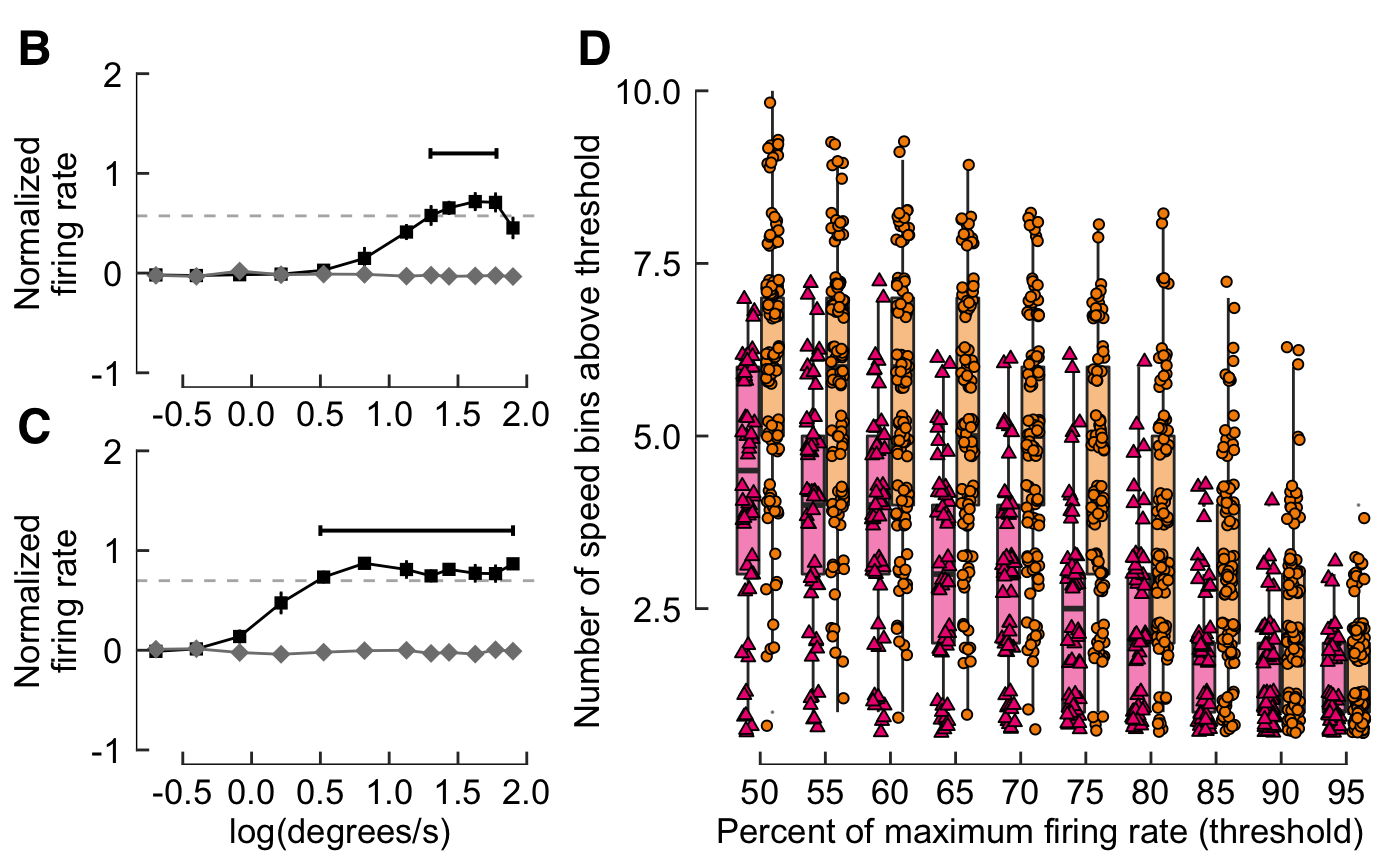 B
2
1
0
-1
Normalized
firing rate
-0.5 0.0 0.5 1.0 1.5 2.0
C
2
1
0
-1
Normalized
firing rate
-0.5 0.0 0.5 1.0 1.5 2.0
log(degrees/s)
D
10.0
7.5
5.0
2.5
Number of speed bins above threshold
50 55 60 65 70 75 80 85 90 95
Percent of maximum firing rate (threshold)